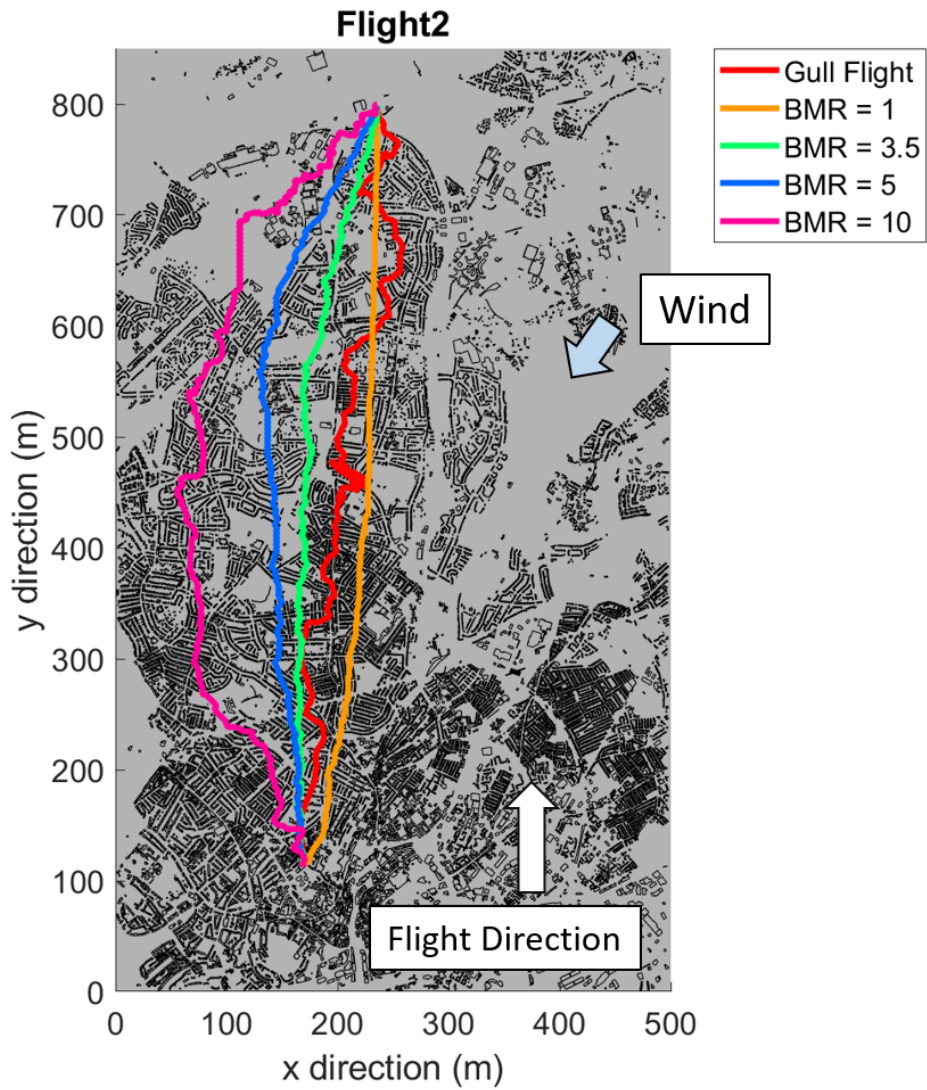 Flight2
Gull Flight
BMR = 1
BMR = 3.5
BMR = 5
BMR = 10
Wind
Flight Direction
y direction (m)
800
700
600
500
400
300
200
100
0
0 100 200 300 400 500
x direction (m)